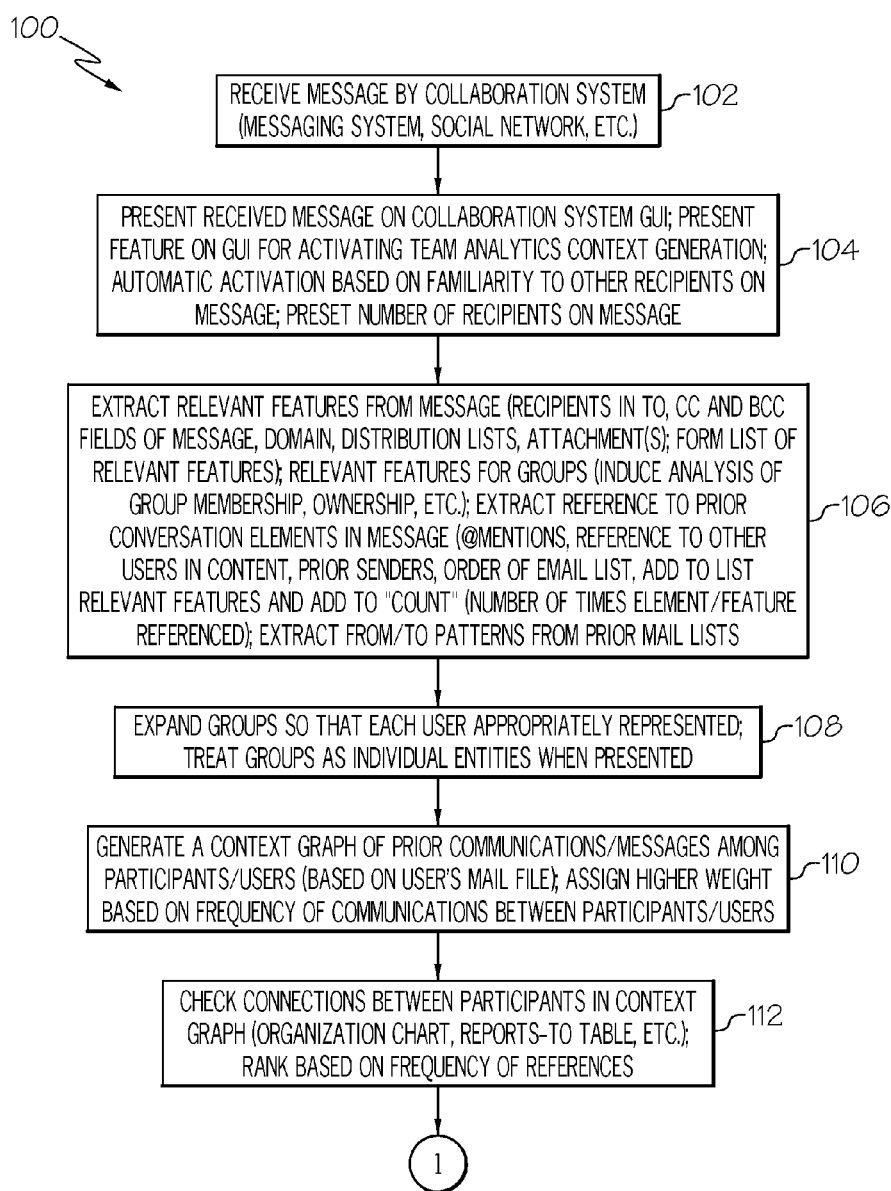 100
RECEIVE MESSAGE BY COLLABORATION SYSTEM
(MESSAGING SYSTEM, SOCIAL NETWORK, ETC.)
102
PRESENT RECEIVED MESSAGE ON COLLABORATION SYSTEM GUI; PRESENT
FEATURE ON GUI FOR ACTIVATING TEAM ANALYTICS CONTEXT GENERATION;
AUTOMATIC ACTIVATION BASED ON FAMILIARITY TO OTHER RECIPIENTS ON
MESSAGE; PRESET NUMBER OF RECIPIENTS ON MESSAGE
104
EXTRACT RELEVANT FEATURES FROM MESSAGE (RECIPIENTS IN TO, CC AND BCC
FIELDS OF MESSAGE, DOMAIN, DISTRIBUTION LISTS, ATTACHMENT(S); FORM LIST OF
RELEVANT FEATURES); RELEVANT FEATURES FOR GROUPS (INDUCE ANALYSIS OF
GROUP MEMBERSHIP, OWNERSHIP, ETC.); EXTRACT REFERENCE TO PRIOR
CONVERSATION ELEMENTS IN MESSAGE (@MENTIONS, REFERENCE TO OTHER
USERS IN CONTENT, PRIOR SENDERS, ORDER OF EMAIL LIST, ADD TO LIST
RELEVANT FEATURES AND ADD TO "COUNT" (NUMBER OF TIMES ELEMENT/FEATURE
REFERENCED); EXTRACT FROM/TO PATTERNS FROM PRIOR MAIL LISTS
106
EXPAND GROUPS SO THAT EACH USER APPROPRIATELY REPRESENTED;
TREAT GROUPS AS INDIVIDUAL ENTITIES WHEN PRESENTED
108
GENERATE A CONTEXT GRAPH OF PRIOR COMMUNICATIONS/MESSAGES AMONG
PARTICIPANTS/USERS (BASED ON USER'S MAIL FILE); ASSIGN HIGHER WEIGHT
BASED ON FREQUENCY OF COMMUNICATIONS BETWEEN PARTICIPANTS/USERS
110
CHECK CONNECTIONS BETWEEN PARTICIPANTS IN CONTEXT
GRAPH (ORGANIZATION CHART, REPORTS-TO TABLE, ETC.);
RANK BASED ON FREQUENCY OF REFERENCES
112
1